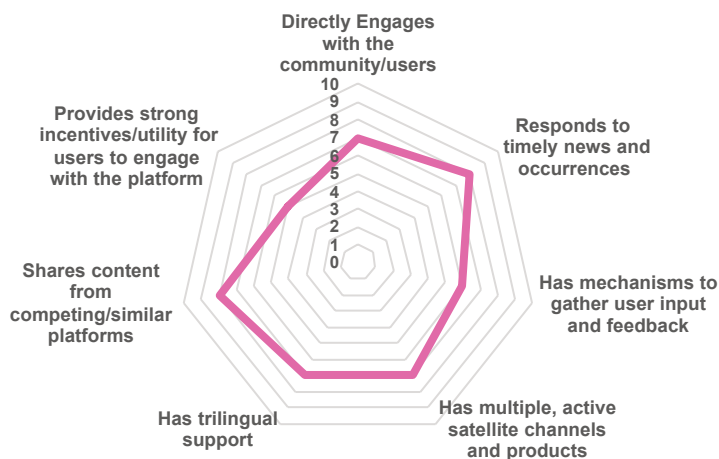 Directly Engages
with the
community/users
10
9
8
7
6
5
4
3
2
1
0
Responds to
timely news and
occurrences
Has mechanisms to
gather user input
and feedback
Has multiple, active
satellite channels
and products
Has trilingual
support
Shares content
from
competing/similar
platforms
Provides strong
incentives/utility for
users to engage
with the platform